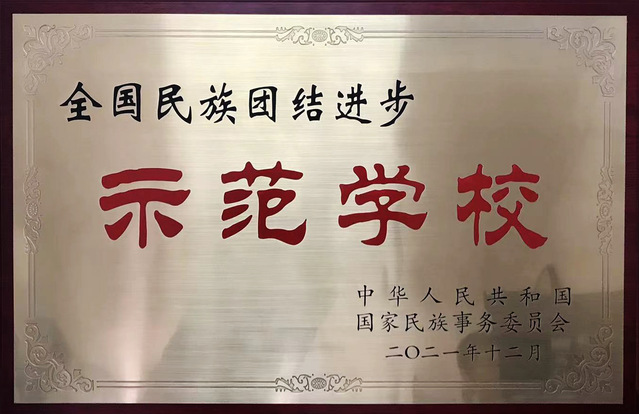 全国民族团结进步
示范学校
中华人民共和国
国家民族事务委员会
二〇二一年十二月